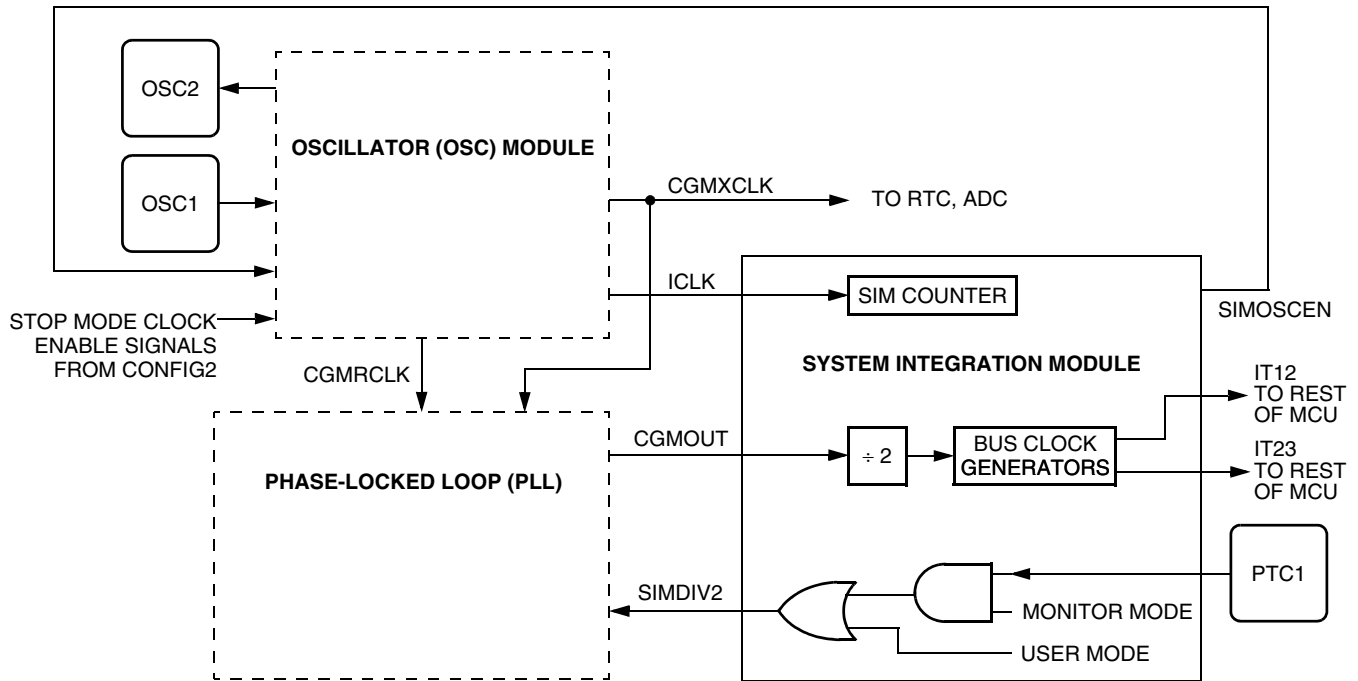 OSC2
OSCILLATOR (OSC) MODULE
OSC1
CGMXCLK
TO RTC, ADC
ICLK
SIM COUNTER
SIMOSCEN
STOP MODE CLOCK
ENABLE SIGNALS
FROM CONFIG2
CGMRCLK
SYSTEM INTEGRATION MODULE
IT12
TO REST
OF MCU
CGMOUT
÷ 2
BUS CLOCK
GENERATORS
IT23
TO REST
OF MCU
PHASE-LOCKED LOOP (PLL)
PTC1
SIMDIV2
MONITOR MODE
USER MODE